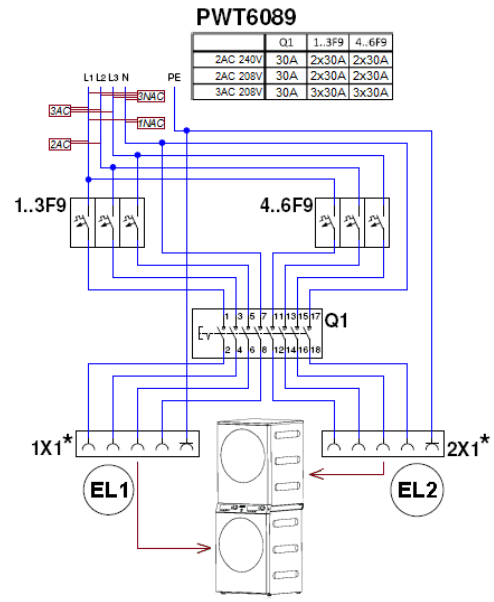 PWT6089
Q1 1..3F9 4..6F9
2AC 240V 30A 2x30A 2x30A
2AC 208V 30A 2x30A 2x30A
3AC 208V 30A 3x30A 3x30A
L1 L2 L3 N PE
3NAC
3AC
1NAC
2AC
1..3F9 4..6F9
1 3 5 7 11 13 15 17
Q1
2 4 6 8 12 14 16 18
1X1* 2X1*
EL1 EL2